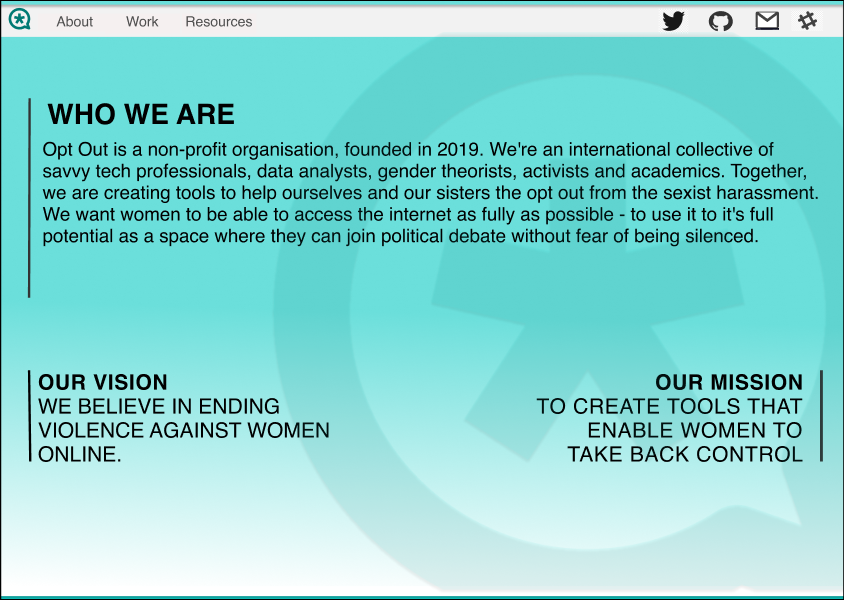 About Work Resources
WHO WE ARE
Opt Out is a non-profit organisation, founded in 2019. We're an international collective of
savvy tech professionals, data analysts, gender theorists, activists and academics. Together,
we are creating tools to help ourselves and our sisters the opt out from the sexist harassment.
We want women to be able to access the internet as fully as possible - to use it to it's full
potential as a space where they can join political debate without fear of being silenced.
OUR VISION
WE BELIEVE IN ENDING
VIOLENCE AGAINST WOMEN
ONLINE.
OUR MISSION
TO CREATE TOOLS THAT
ENABLE WOMEN TO
TAKE BACK CONTROL